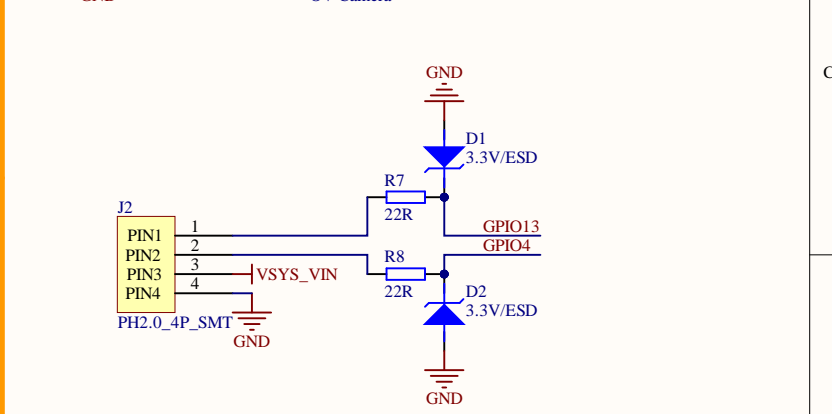 GND
D1
3.3V/ESD
R7
22R
J2
GPIO13
PIN1 1
GPIO4
PIN2 2
R8
PIN3 3
VSYS_VIN
PIN4 4
22R
D2
3.3V/ESD
PH2.0_4P_SMT
GND
GND